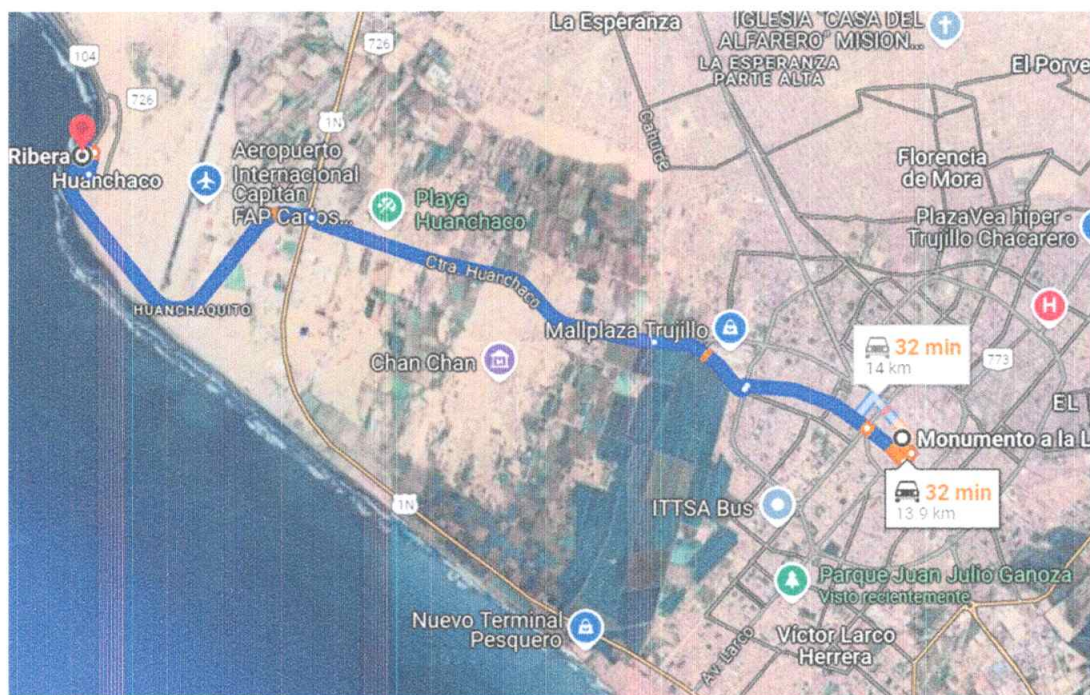 La Esperanza
IGLESIA "CASA DEL
ALFARERO" MISION...
LA ESPERANZA
PARTE ALTA
El Porve
726
104
726
1N
Cahuide
Ribera
Huanchaco
Aeropuerto
Internacional
Capitán
FAP Carlos...
Playa
Huanchaco
Florencia
de Mora
PlazaVea hiper -
Trujillo Chacarero
H
Ctra. Huanchaco
HUANCHAQUITO
Mallplaza Trujillo
Chan Chan
32 min
14 km
773
EL
Monumento a la L
32 min
13.9 km
1N
ITTSA Bus
Parque Juan Julio Ganoza
Visto recientemente
Nuevo Terminal
Pesquero
Av. Larco
Víctor Larco
Herrera